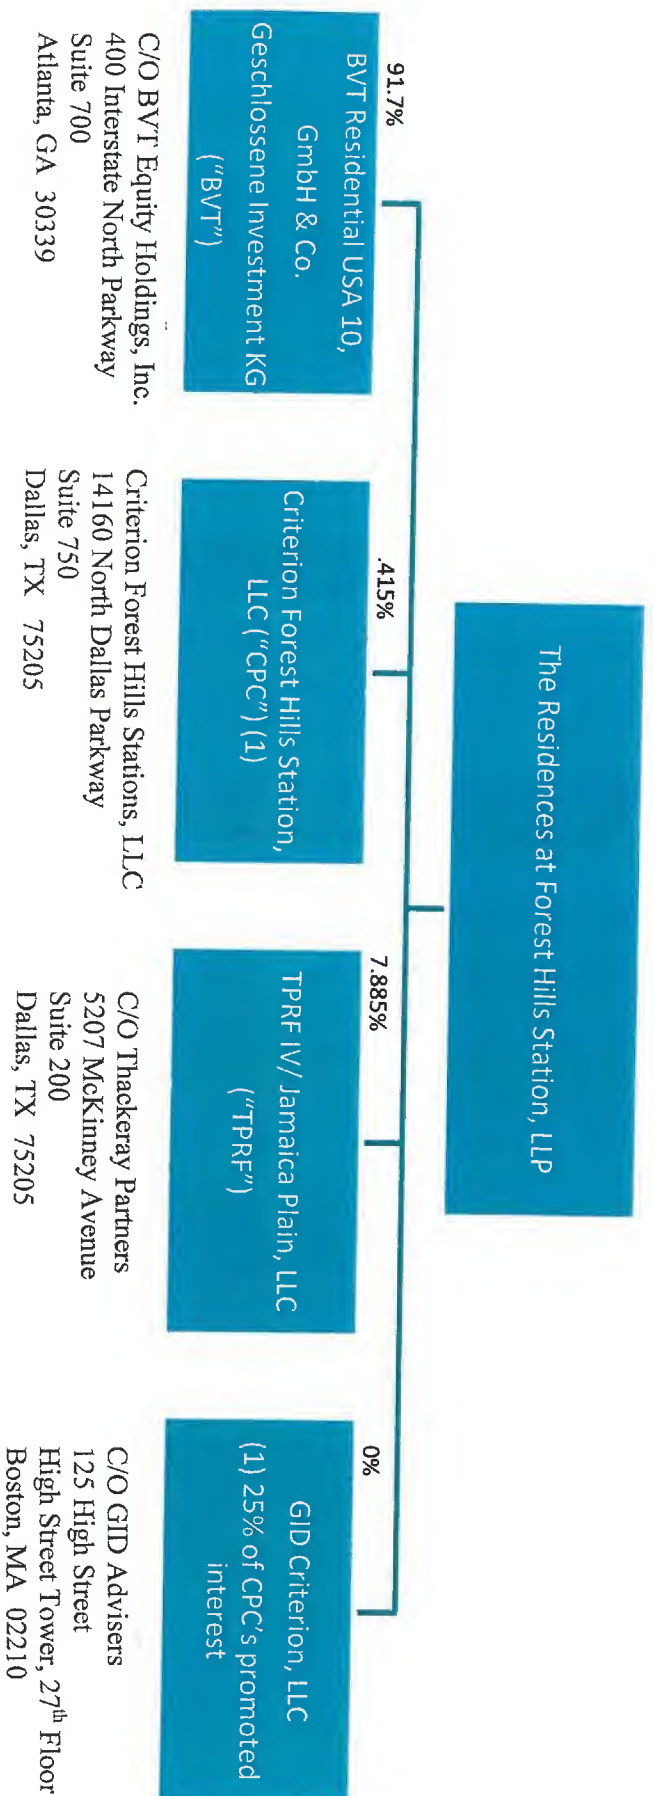 The Residences at Forest Hills Station, LLP
91.7%
BVT Residential USA 10,
GmbH & Co.
Geschlossene Investment KG
("BVT")
C/O BVT Equity Holdings, Inc.
400 Interstate North Parkway
Suite 700
Atlanta, GA 30339
.415%
Criterion Forest Hills Station,
LLC ("CPC") (1)
Criterion Forest Hills Stations, LLC
14160 North Dallas Parkway
Suite 750
Dallas, TX 75205
7.885%
TPRF IV/ Jamaica Plain, LLC
("TPRF")
C/O Thackeray Partners
5207 McKinney Avenue
Suite 200
Dallas, TX 75205
0%
GID Criterion, LLC
(1) 25% of CPC's promoted
interest
C/O GID Advisers
125 High Street
High Street Tower, 27th Floor
Boston, MA 02210